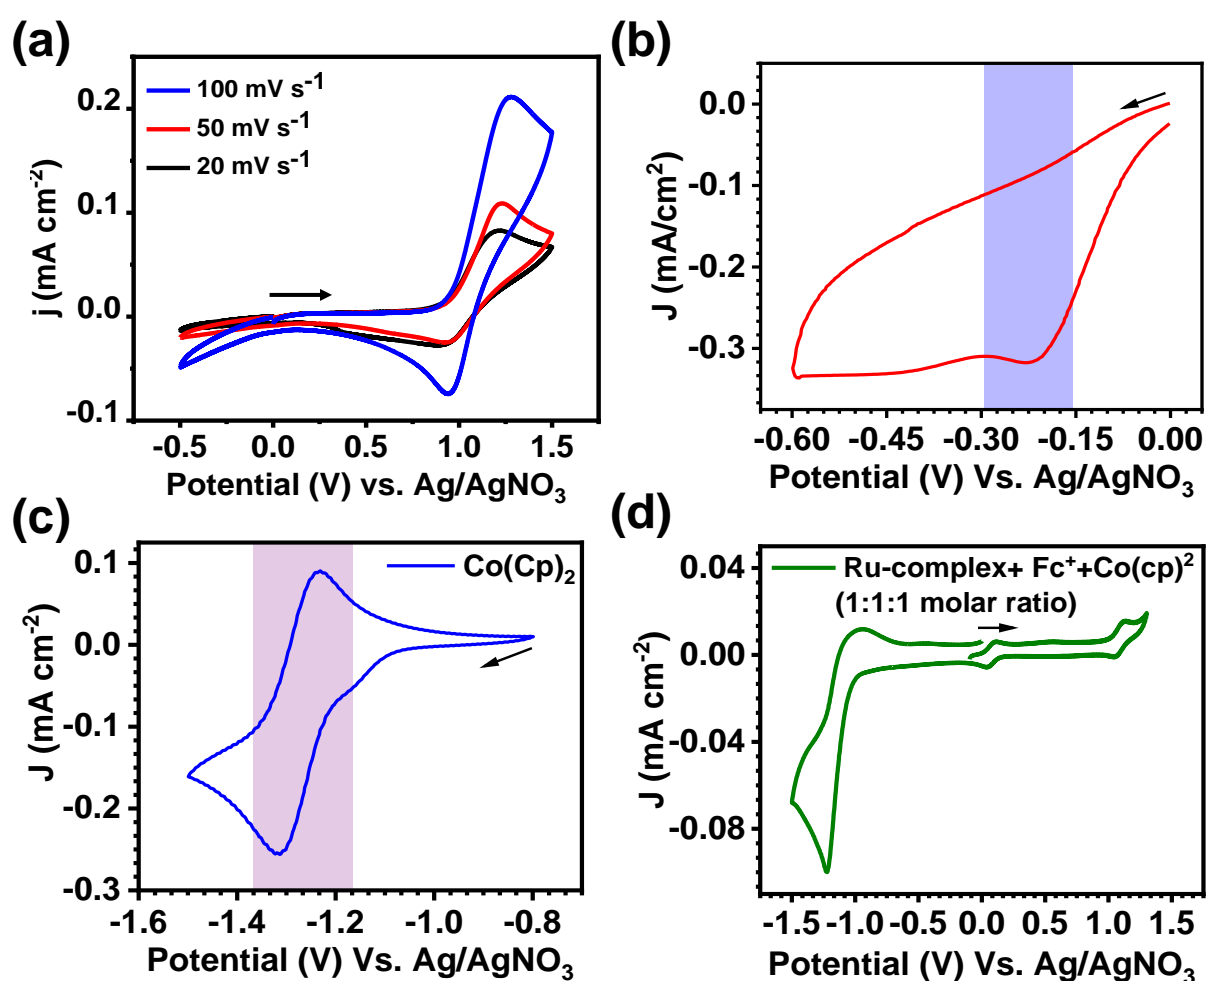 (a)
100 mV s-1
50 mV s-1
20 mV s-1
j (mA cm-2)
0.2
0.1
0.0
-0.1
-0.5 0.0 0.5 1.0 1.5
Potential (V) vs. Ag/AgNO3
(b)
J (mA/cm2)
0.0
-0.1
-0.2
-0.3
-0.60 -0.45 -0.30 -0.15 0.00
Potential (V) Vs. Ag/AgNO3
(c)
Co(Cp)2
J (mA cm-2)
0.1
0.0
-0.1
-0.2
-0.3
-1.6 -1.4 -1.2 -1.0 -0.8
Potential (V) Vs. Ag/AgNO3
(d)
Ru-complex+ Fc++Co(cp)2
(1:1:1 molar ratio)
J (mA cm-2)
0.04
0.00
-0.04
-0.08
-1.5 -1.0 -0.5 0.0 0.5 1.0 1.5
Potential (V) Vs. Ag/AgNO3